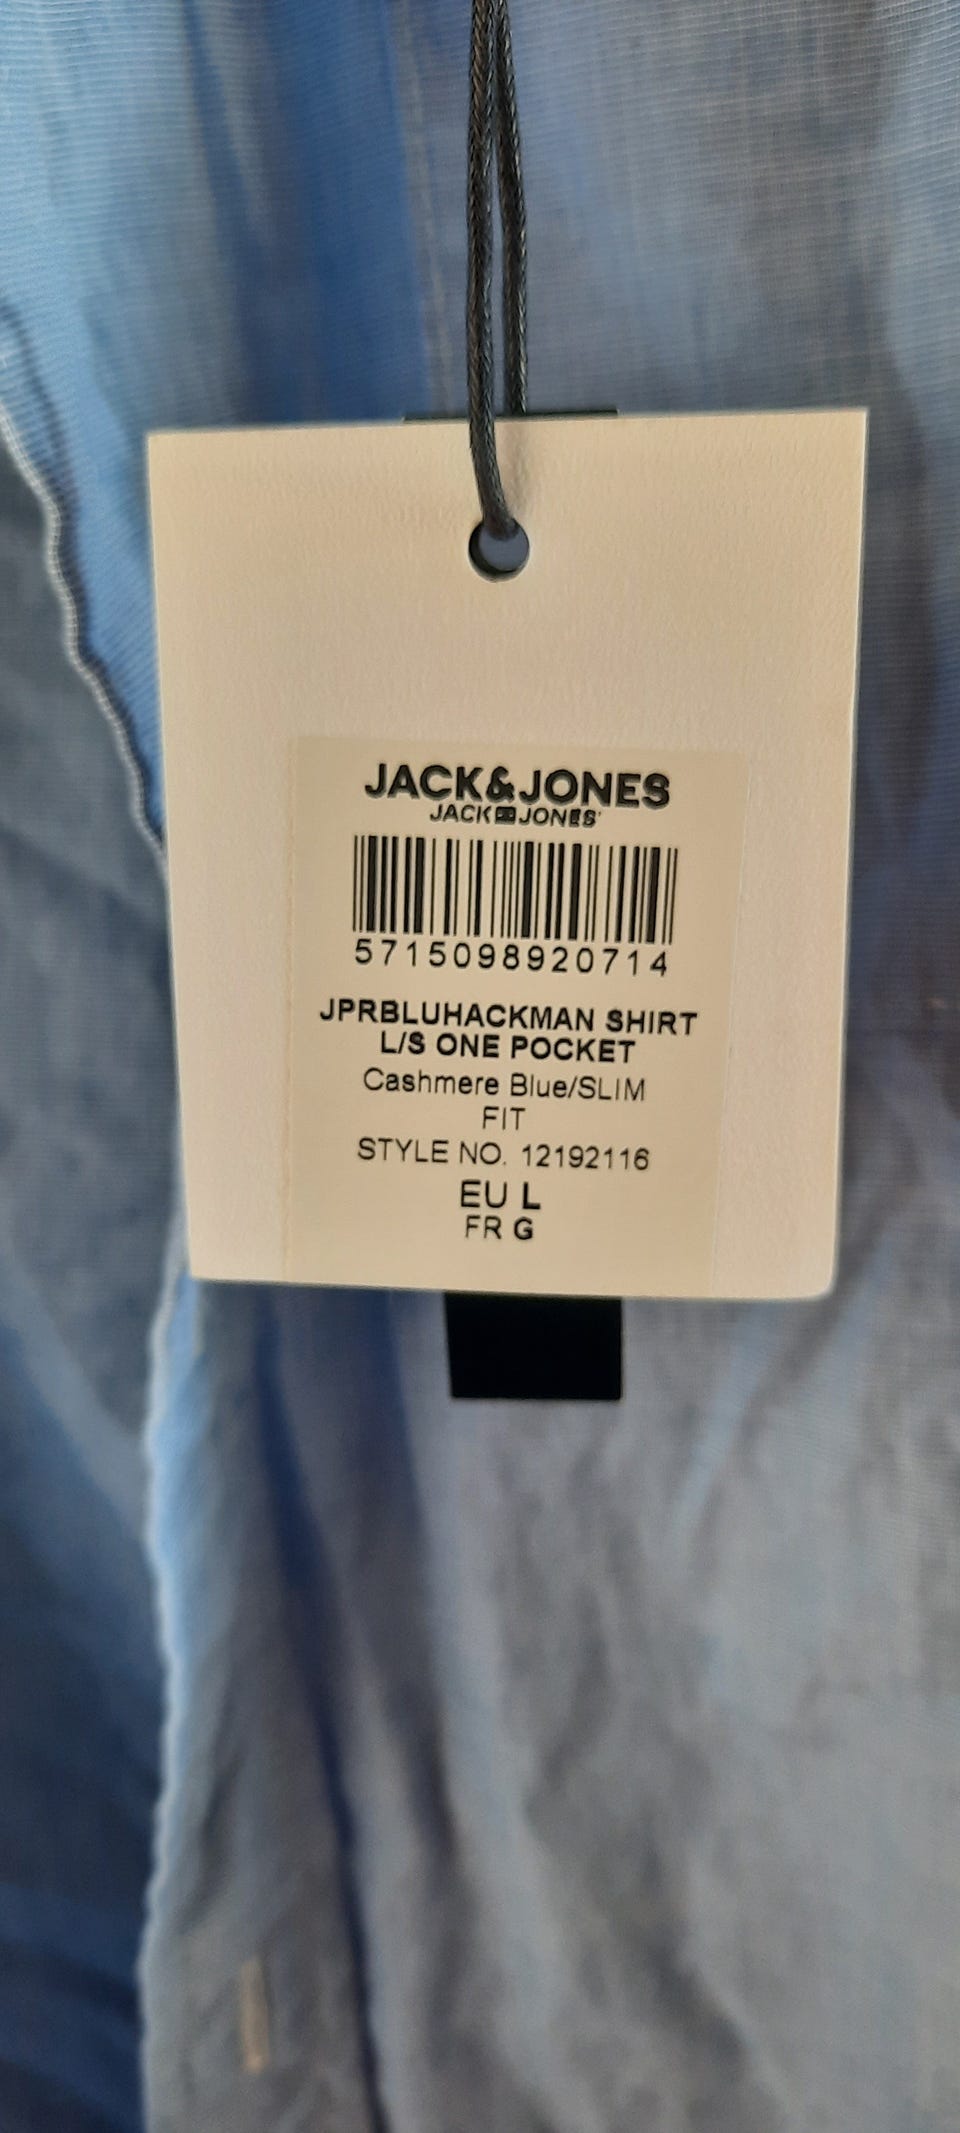 JACK&JONES
JACK JONES
5715098920714
JPRBLUHACKMAN SHIRT
L/S ONE POCKET
Cashmere Blue/SLIM
FIT
STYLE NO. 12192116
EU L
FR G